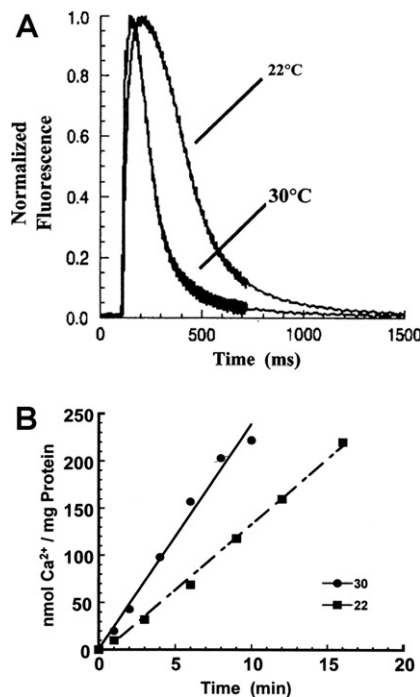 A
Normalized
Fluorescence
1.0
0.8
0.6
0.4
0.2
0.0
22°C
30°C
0
500
1000
1500
Time (ms)
B
nmol Ca²⁺ / mg Protein
250
200
150
100
50
0
30
22
0
5
10
15
20
Time (min)